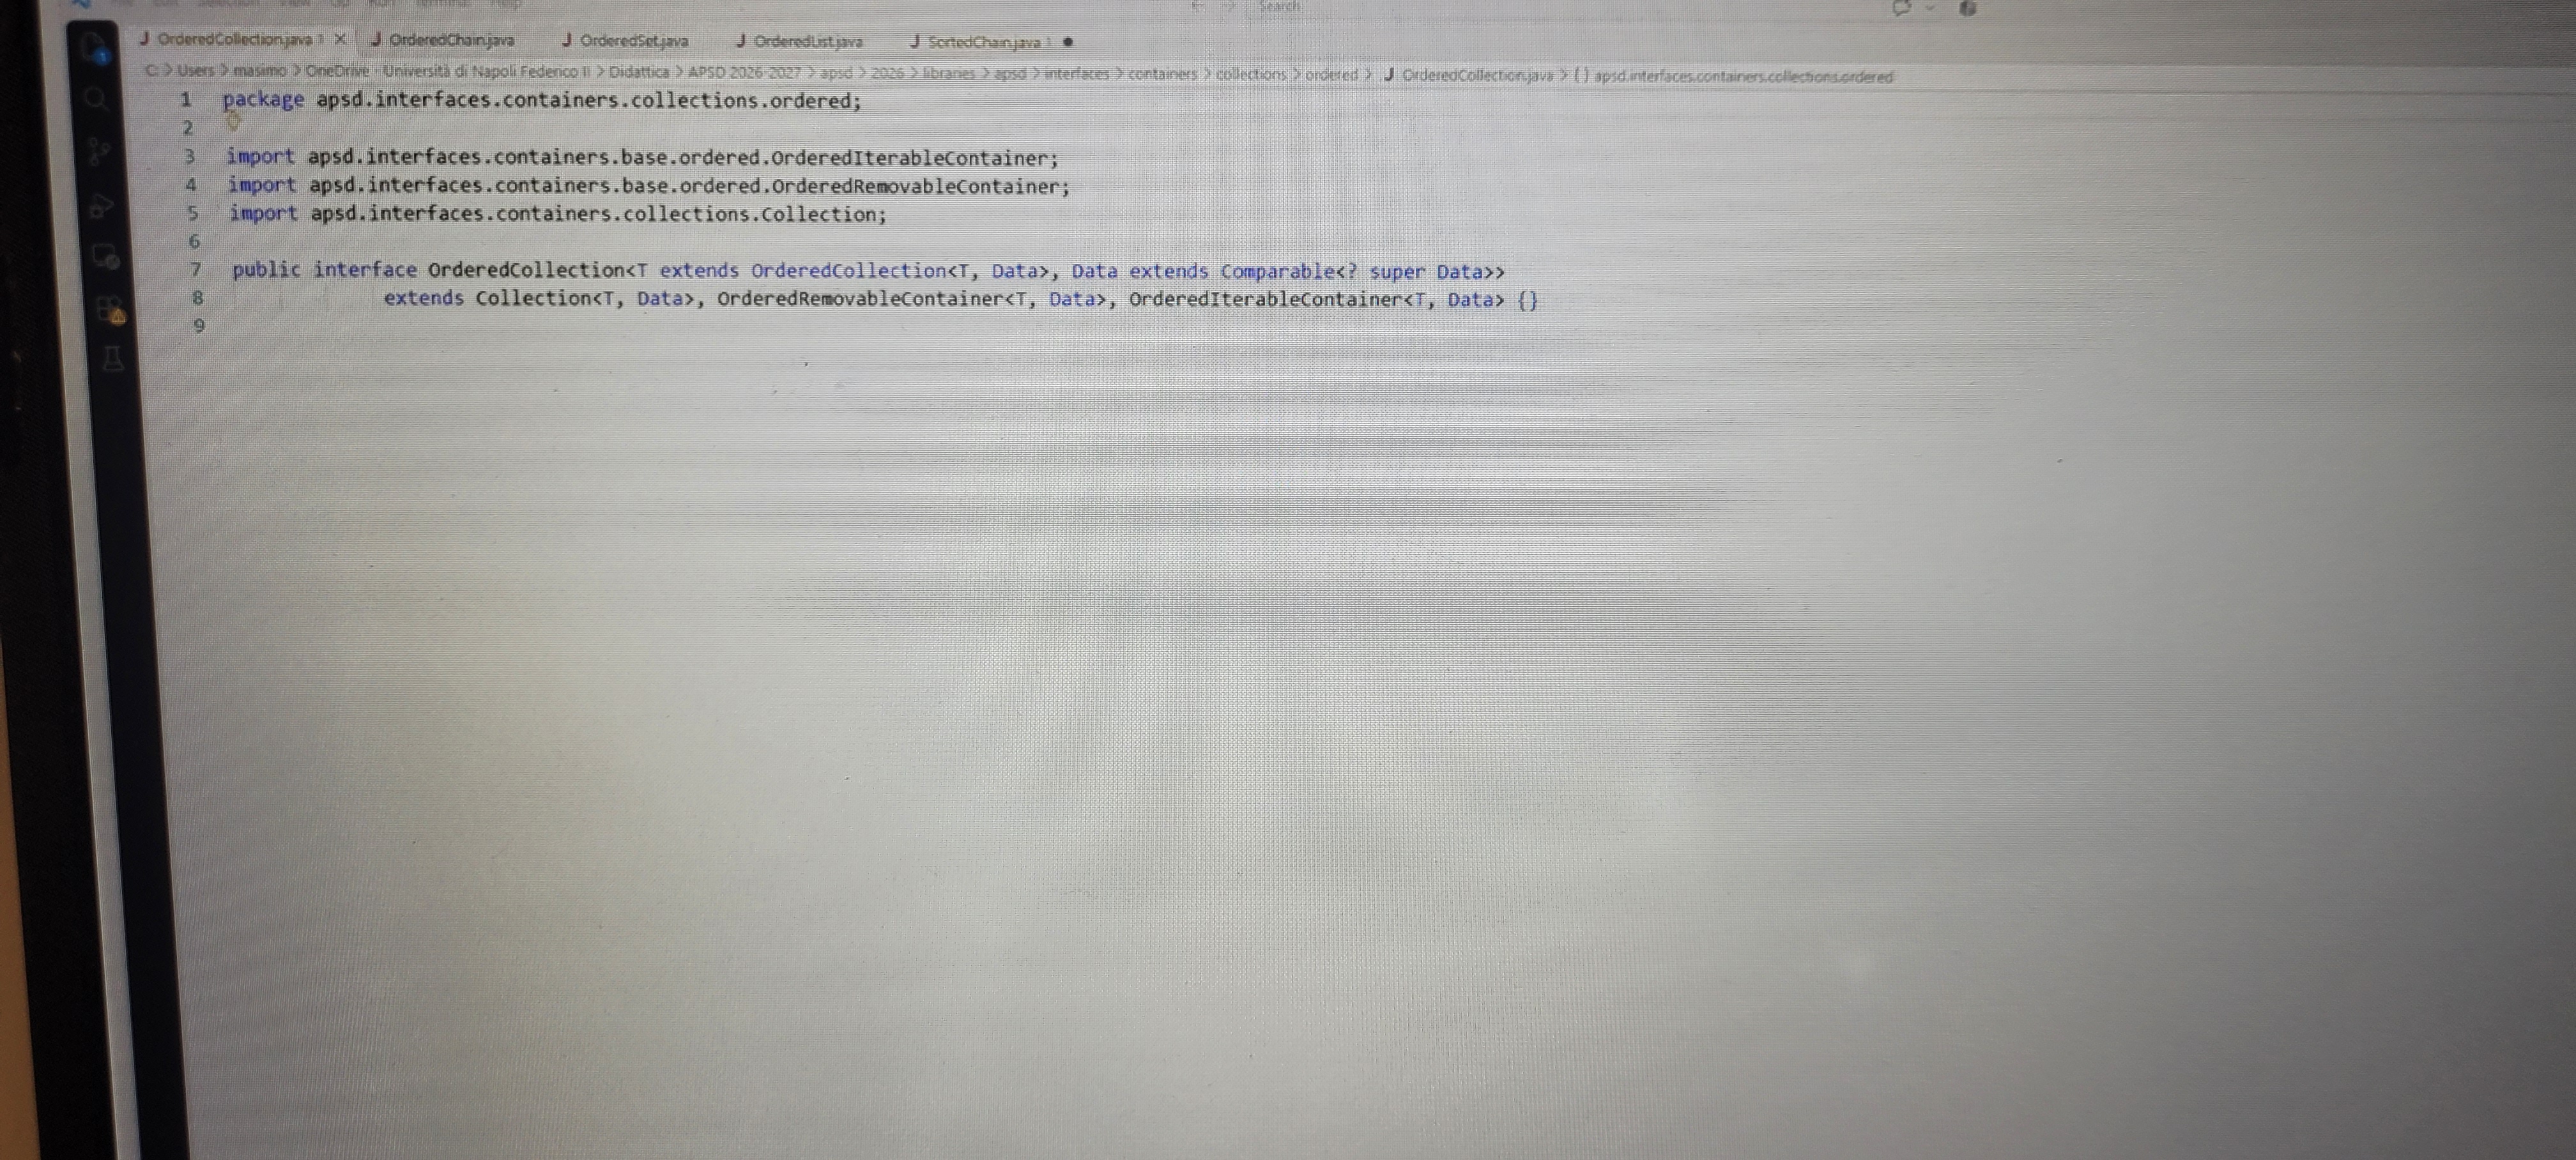 Search
OrderedCollection.java 1 OrderedChain.java OrderedSet.java OrderedList.java SortedChain.java 1
C: > Users > masimo > OneDrive - Università di Napoli Federico II > Didattica > APSD 2026-2027 > apsd > 2026 > libraries > apsd > interfaces > containers > collections > ordered > J OrderedCollection.java > {} apsd.interfaces.containers.collections.ordered
1 package apsd.interfaces.containers.collections.ordered;
2
3 import apsd.interfaces.containers.base.ordered.OrderedIterableContainer;
4 import apsd.interfaces.containers.base.ordered.OrderedRemovableContainer;
5 import apsd.interfaces.containers.collections.Collection;
6
7 public interface OrderedCollection<T extends OrderedCollection<T, Data>, Data extends Comparable<? super Data>>
8 extends Collection<T, Data>, OrderedRemovableContainer<T, Data>, OrderedIterableContainer<T, Data> {}
9